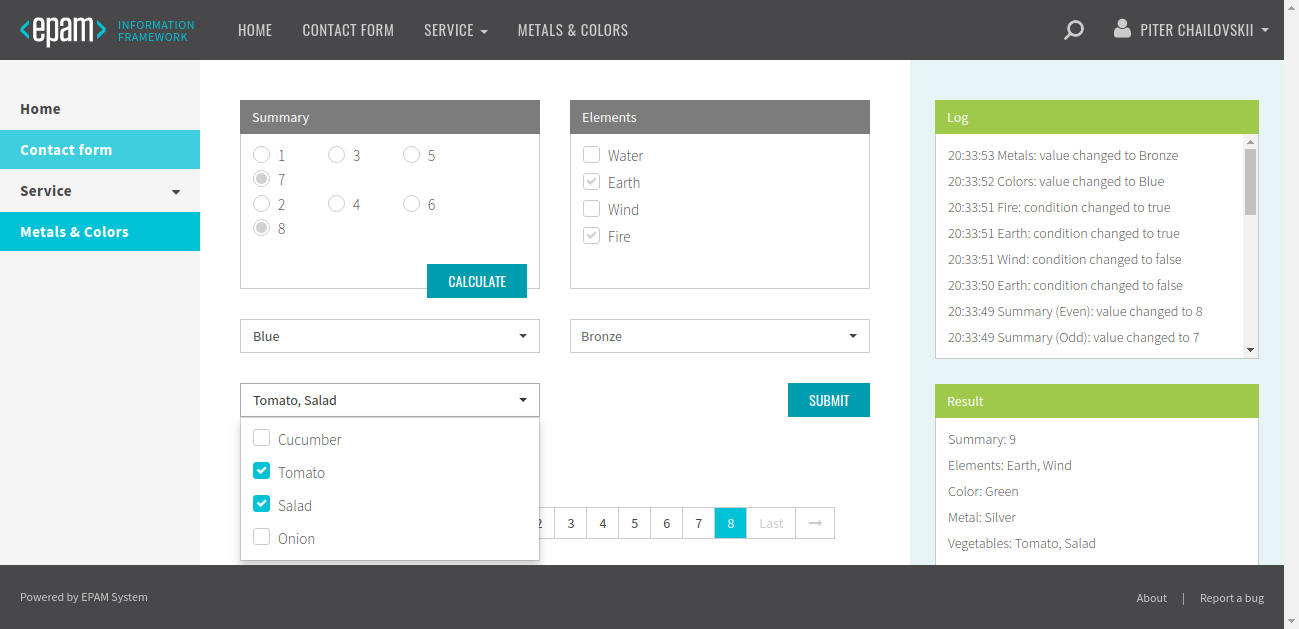 <epam>
INFORMATION
FRAMEWORK
HOME
CONTACT FORM
SERVICE
METALS & COLORS
PITER CHAILOVSKII
Home
Contact form
Service
Metals & Colors
Summary
1 3 5
7
2 4 6
8
CALCULATE
Elements
Water
Earth
Wind
Fire
Blue
Bronze
Tomato, Salad
SUBMIT
Cucumber
Tomato
Salad
Onion
2 3 4 5 6 7 8 Last →
Log
20:33:53 Metals: value changed to Bronze
20:33:52 Colors: value changed to Blue
20:33:51 Fire: condition changed to true
20:33:51 Earth: condition changed to true
20:33:51 Wind: condition changed to false
20:33:50 Earth: condition changed to false
20:33:49 Summary (Even): value changed to 8
20:33:49 Summary (Odd): value changed to 7
Result
Summary: 9
Elements: Earth, Wind
Color: Green
Metal: Silver
Vegetables: Tomato, Salad
Powered by EPAM System
About | Report a bug